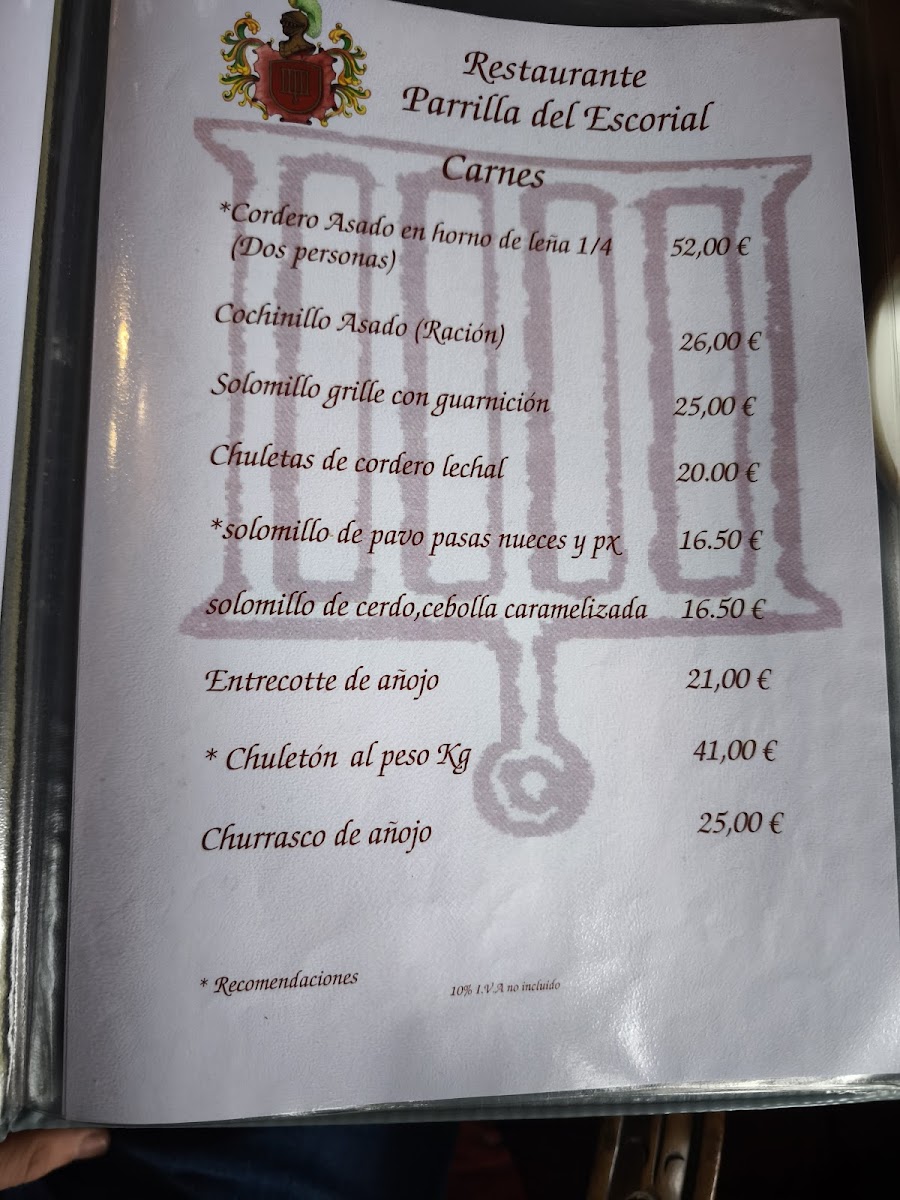 Restaurante
Parrilla del Escorial
Carnes
*Cordero Asado en horno de leña 1/4 52,00 €
(Dos personas)
Cochinillo Asado (Ración) 26,00 €
Solomillo grille con guarnición 25,00 €
Chuletas de cordero lechal 20.00 €
*solomillo de pavo pasas nueces y px 16.50 €
solomillo de cerdo,cebolla caramelizada 16.50 €
Entrecotte de añojo 21,00 €
* Chuletón al peso Kg 41,00 €
Churrasco de añojo 25,00 €
* Recomendaciones 10% I.V.A no incluido